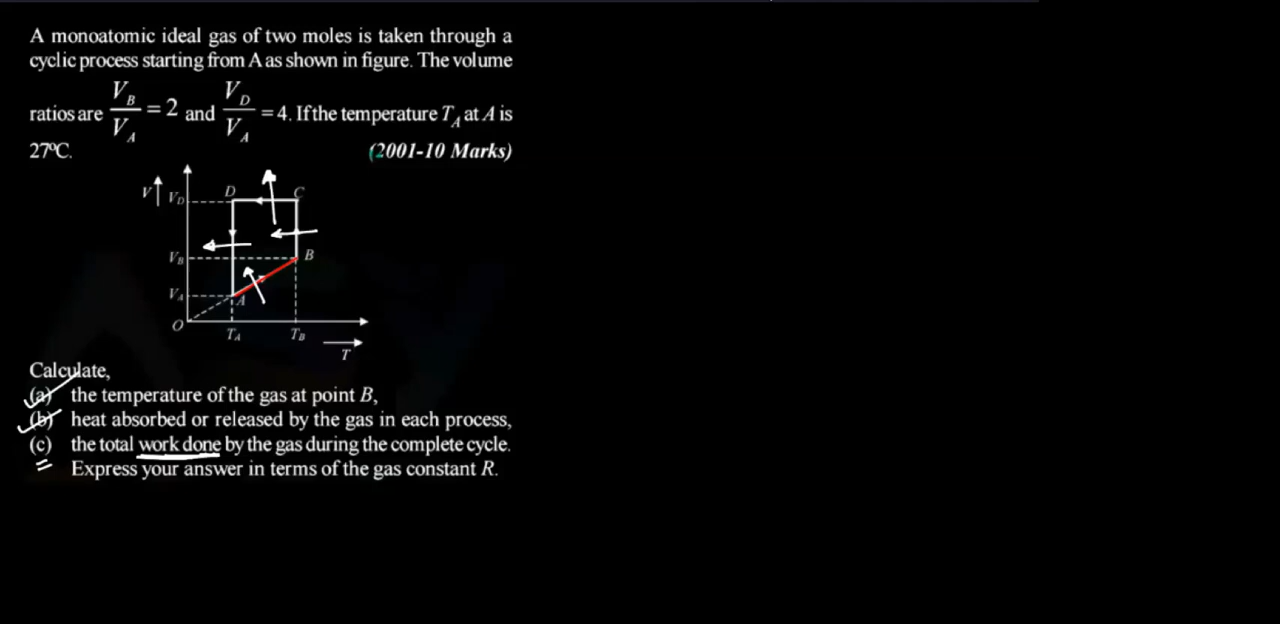 A monoatomic ideal gas of two moles is taken through a
cyclic process starting from A as shown in figure. The volume
ratios are V_B/V_A = 2 and V_D/V_A = 4. If the temperature T_A at A is
27ºC. (2001-10 Marks)
V V_D D C
V_B B
V_A A
O T_A T_B
T
Calculate,
(a) the temperature of the gas at point B,
(b) heat absorbed or released by the gas in each process,
(c) the total work done by the gas during the complete cycle.
Express your answer in terms of the gas constant R.